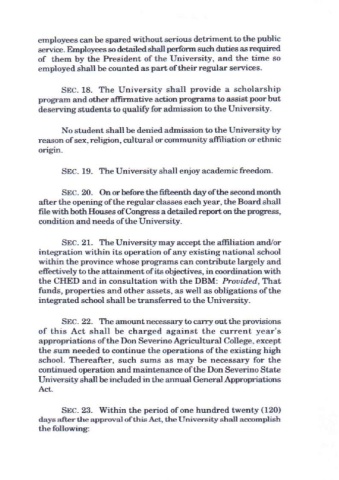 employees can be spared without serious detriment to the public
service. Employees so detailed shall perform such duties as required
of them by the President of the University, and the time so
employed shall be counted as part of their regular services.
SEC. 18. The University shall provide a scholarship
program and other affirmative action programs to assist poor but
deserving students to qualify for admission to the University.
No student shall be denied admission to the University by
reason of sex, religion, cultural or community affiliation or ethnic
origin.
SEC. 19. The University shall enjoy academic freedom.
SEC. 20. On or before the fifteenth day of the second month
after the opening of the regular classes each year, the Board shall
file with both Houses of Congress a detailed report on the progress,
condition and needs of the University.
SEC. 21. The University may accept the affiliation and/or
integration within its operation of any existing national school
within the province whose programs can contribute largely and
effectively to the attainment of its objectives, in coordination with
the CHED and in consultation with the DBM: Provided, That
funds, properties and other assets, as well as obligations of the
integrated school shall be transferred to the University.
SEC. 22. The amount necessary to carry out the provisions
of this Act shall be charged against the current year's
appropriations of the Don Severino Agricultural College, except
the sum needed to continue the operations of the existing high
school. Thereafter, such sums as may be necessary for the
continued operation and maintenance of the Don Severino State
University shall be included in the annual General Appropriations
Act.
SEC. 23. Within the period of one hundred twenty (120)
days after the approval of this Act, the University shall accomplish
the following: